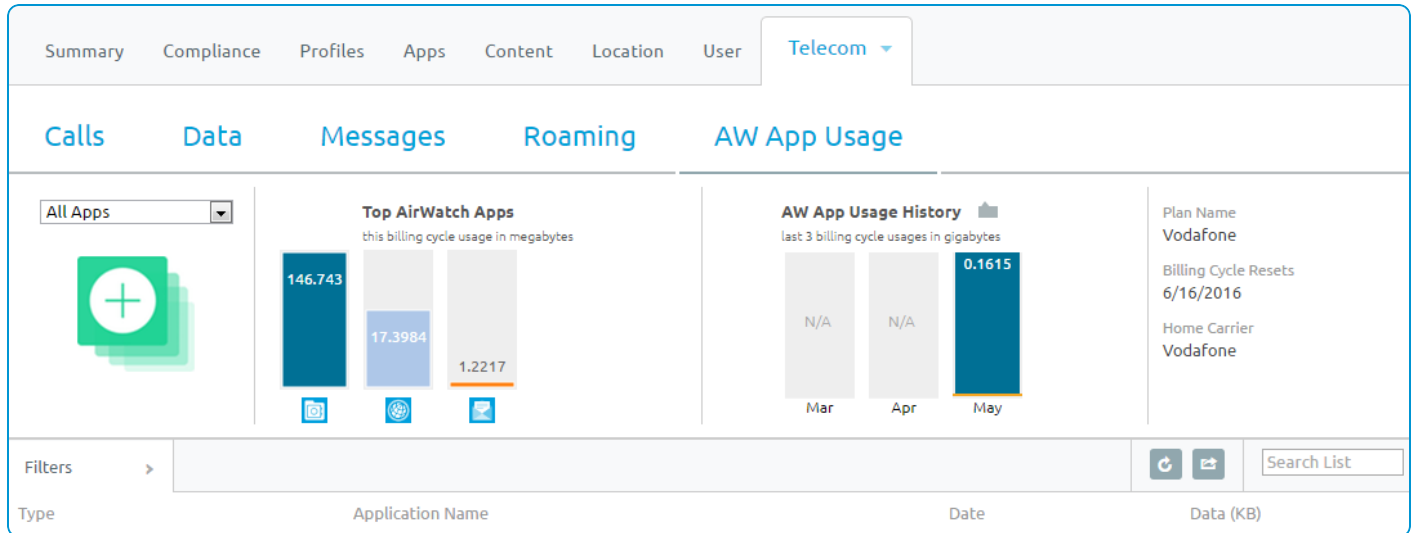 Summary Compliance Profiles Apps Content Location User Telecom
Calls Data Messages Roaming AW App Usage
All Apps
Top AirWatch Apps
this billing cycle usage in megabytes
146.743
17.3984
1.2217
AW App Usage History
last 3 billing cycle usages in gigabytes
N/A
N/A
0.1615
Mar Apr May
Plan Name
Vodafone
Billing Cycle Resets
6/16/2016
Home Carrier
Vodafone
Filters
Search List
Type Application Name Date Data (KB)